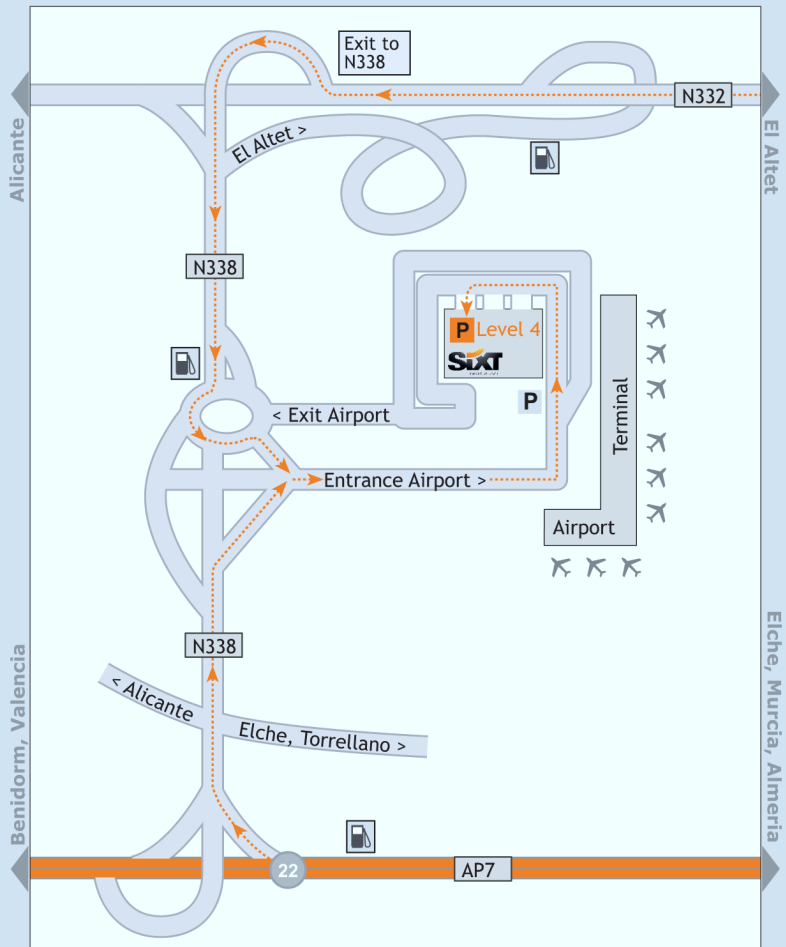 Exit to
N338
N332
Alicante
El Altet
El Altet >
N338
P Level 4
SiXT
P
< Exit Airport
Terminal
Entrance Airport >
Airport
N338
< Alicante
Elche, Torrellano >
Benidorm, Valencia
Elche, Murcia, Almeria
22
AP7